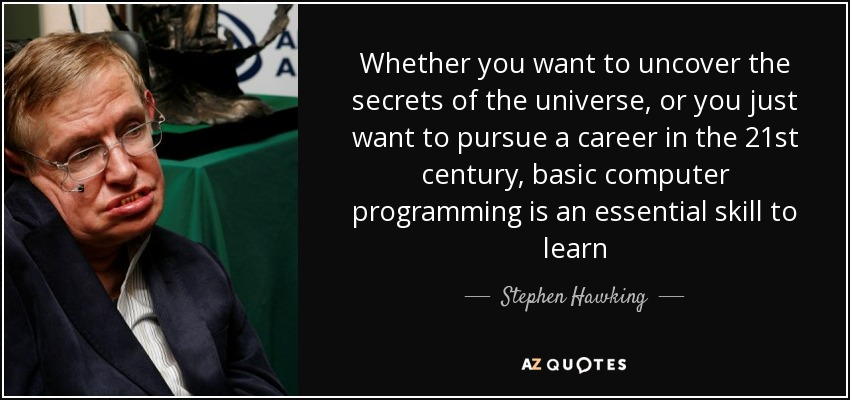 A
A
Whether you want to uncover the
secrets of the universe, or you just
want to pursue a career in the 21st
century, basic computer
programming is an essential skill to
learn
Stephen Hawking
AZ QUOTES